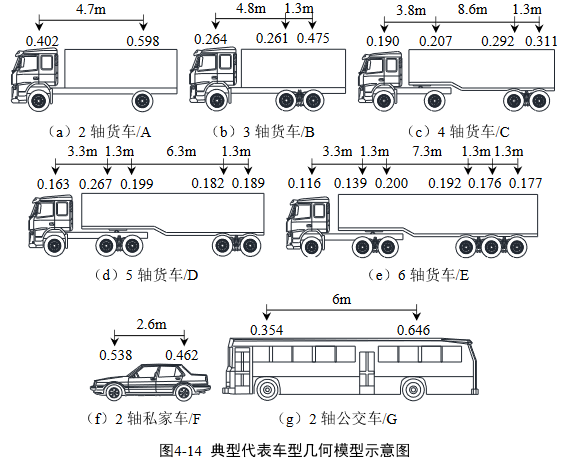 4.7m 4.8m 1.3m 3.8m 8.6m 1.3m
0.402 0.598 0.264 0.261 0.475 0.190 0.207 0.292 0.311
(a)2 轴货车/A (b)3 轴货车/B (c)4 轴货车/C
3.3m 1.3m 6.3m 1.3m 3.3m 1.3m 7.3m 1.3m 1.3m
0.163 0.267 0.199 0.182 0.189 0.116 0.139 0.200 0.192 0.176 0.177
(d)5 轴货车/D (e)6 轴货车/E
2.6m 6m
0.538 0.462 0.354 0.646
(f)2 轴私家车/F (g)2 轴公交车/G
图4-14 典型代表车型几何模型示意图